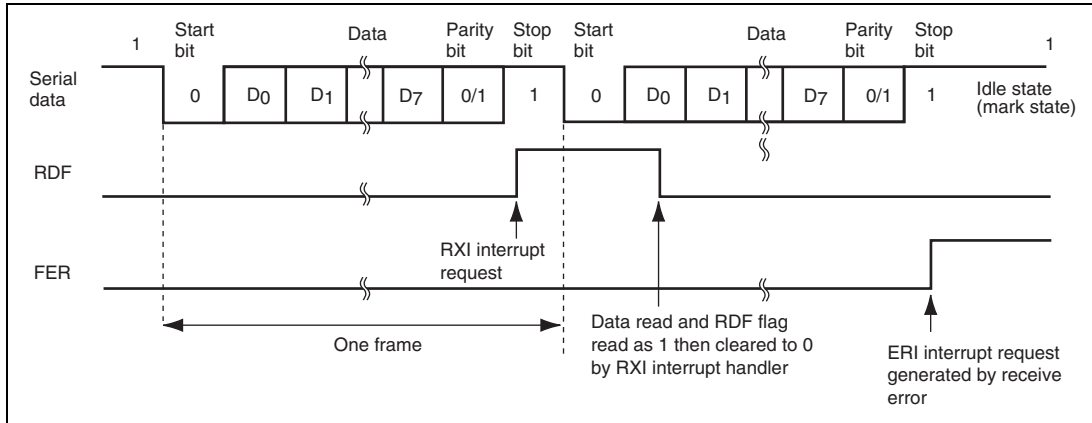 1 Start bit Data Parity bit Stop bit Start bit Data Parity bit Stop bit 1
Serial data 0 D0 D1 D7 0/1 1 0 D0 D1 D7 0/1 1 Idle state (mark state)
RDF
RXI interrupt request
FER
One frame
Data read and RDF flag
read as 1 then cleared to 0
by RXI interrupt handler
ERI interrupt request
generated by receive
error